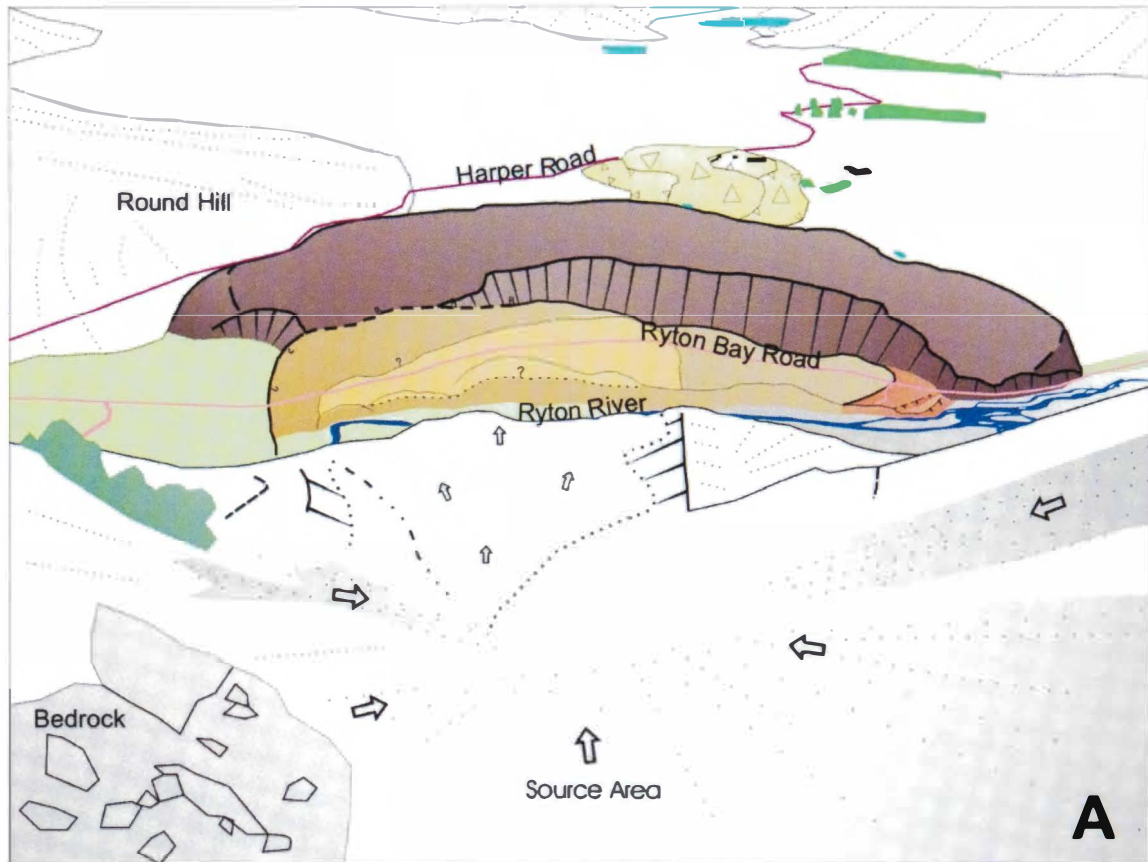 Harper Road
Round Hill
Ryton Bay Road
?
?
Ryton River
Bedrock
Source Area
A